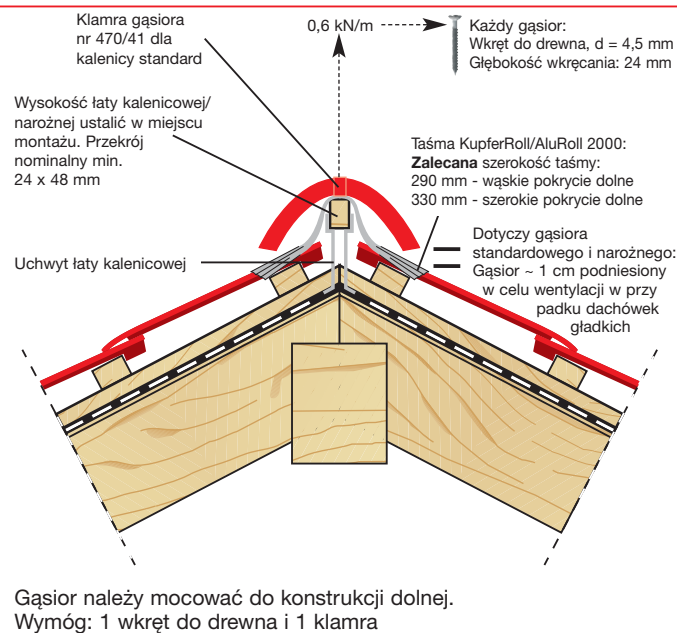 Klamra gąsiora
nr 470/41 dla
kalenicy standard
0,6 kN/m
Każdy gąsior:
Wkręt do drewna, d = 4,5 mm
Głębokość wkręcania: 24 mm
Wysokość łaty kalenicowej/
narożnej ustalić w miejscu
montażu. Przekrój
nominalny min.
24 x 48 mm
Taśma KupferRoll/AluRoll 2000:
Zalecana szerokość taśmy:
290 mm - wąskie pokrycie dolne
330 mm - szerokie pokrycie dolne
Uchwyt łaty kalenicowej
Dotyczy gąsiora
standardowego i narożnego:
Gąsior ~ 1 cm podniesiony
w celu wentylacji w przy
padku dachówek
gładkich
Gąsior należy mocować do konstrukcji dolnej.
Wymóg: 1 wkręt do drewna i 1 klamra